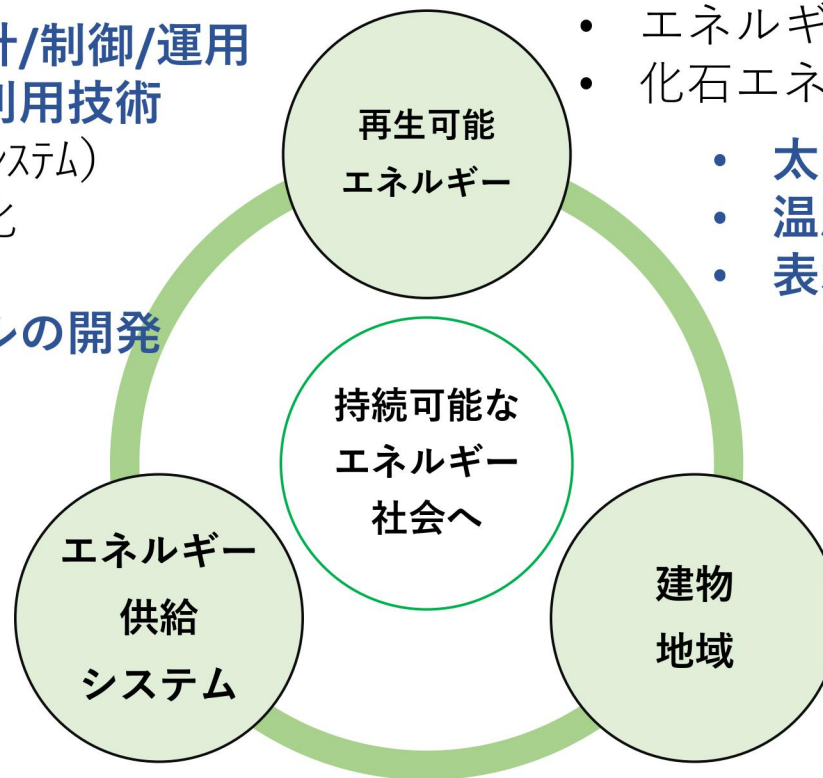 計/制御/運用
利用技術
システム)
化
ルの開発
• エネルギ
• 化石エネ
• 太
• 温
• 表
再生可能
エネルギー
持続可能な
エネルギー
社会へ
エネルギー
供給
システム
建物
地域